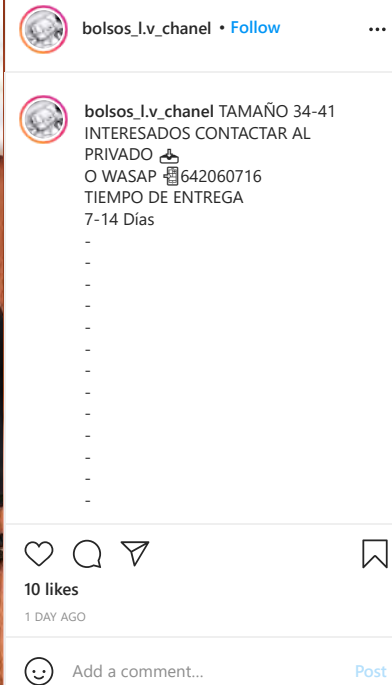 bolsos_l.v_chanel • Follow
bolsos_l.v_chanel TAMAÑO 34-41
INTERESADOS CONTACTAR AL
PRIVADO 📥
O WASAP 📲642060716
TIEMPO DE ENTREGA
7-14 Días
-
-
-
-
-
-
-
-
-
-
-
-
-
10 likes
1 DAY AGO
Add a comment... Post